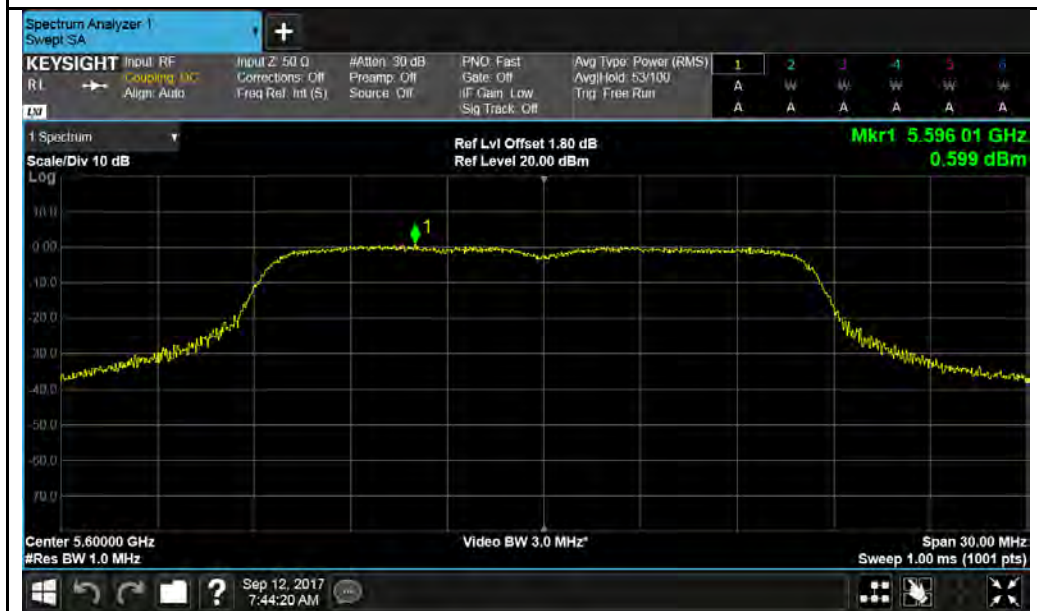 Spectrum Analyzer 1
Swept SA
+
KEYSIGHT Input: RF Input Z: 50 Ω #Atten: 30 dB PNO: Fast Avg Type: Power (RMS) 1 2 3 4 5 6
RL Coupling: DC Corrections: Off Preamp: Off Gate: Off Avg|Hold: 53/100 A W W W W W
Align: Auto Freq Ref: Int (S) Source: Off IF Gain: Low Trig: Free Run
LXI Sig Track: Off A A A A A A
1 Spectrum Ref Lvl Offset 1.80 dB Mkr1 5.596 01 GHz
Scale/Div 10 dB Ref Level 20.00 dBm 0.599 dBm
Log
10.0
1
0.00
-10.0
-20.0
-30.0
-40.0
-50.0
-60.0
-70.0
Center 5.60000 GHz Video BW 3.0 MHz* Span 30.00 MHz
#Res BW 1.0 MHz Sweep 1.00 ms (1001 pts)
? Sep 12, 2017
7:44:20 AM